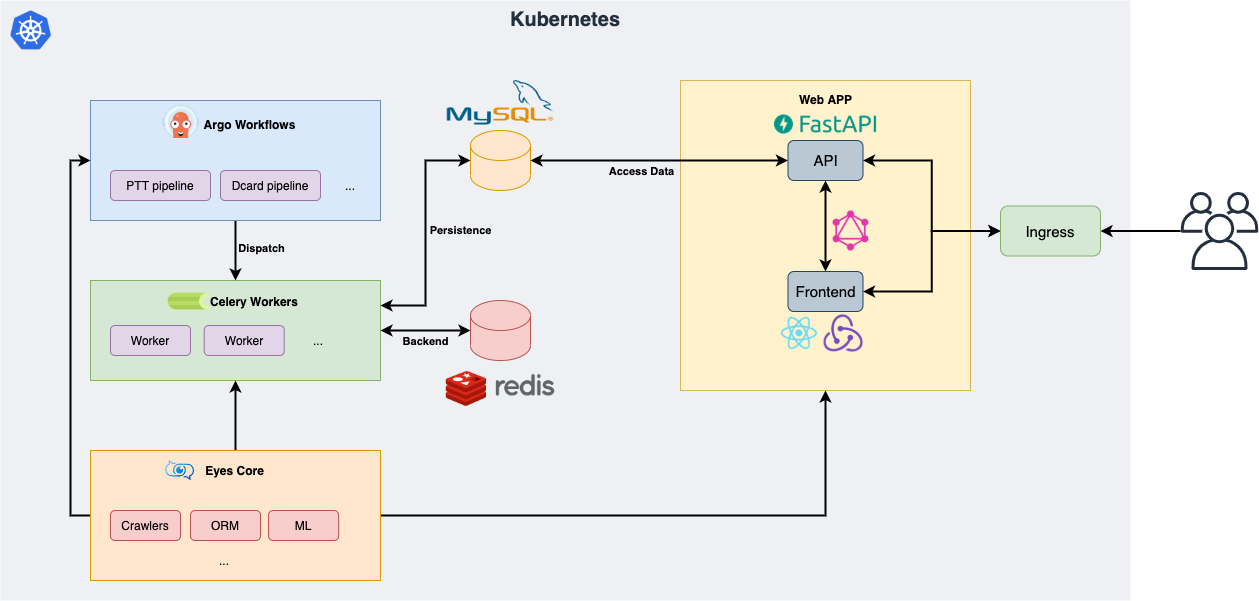 Kubernetes
Argo Workflows
PTT pipeline
Dcard pipeline
...
Dispatch
Celery Workers
Worker
Worker
...
Eyes Core
Crawlers
ORM
ML
...
MySQL®
Persistence
Backend
redis
Access Data
Web APP
FastAPI
API
Frontend
Ingress